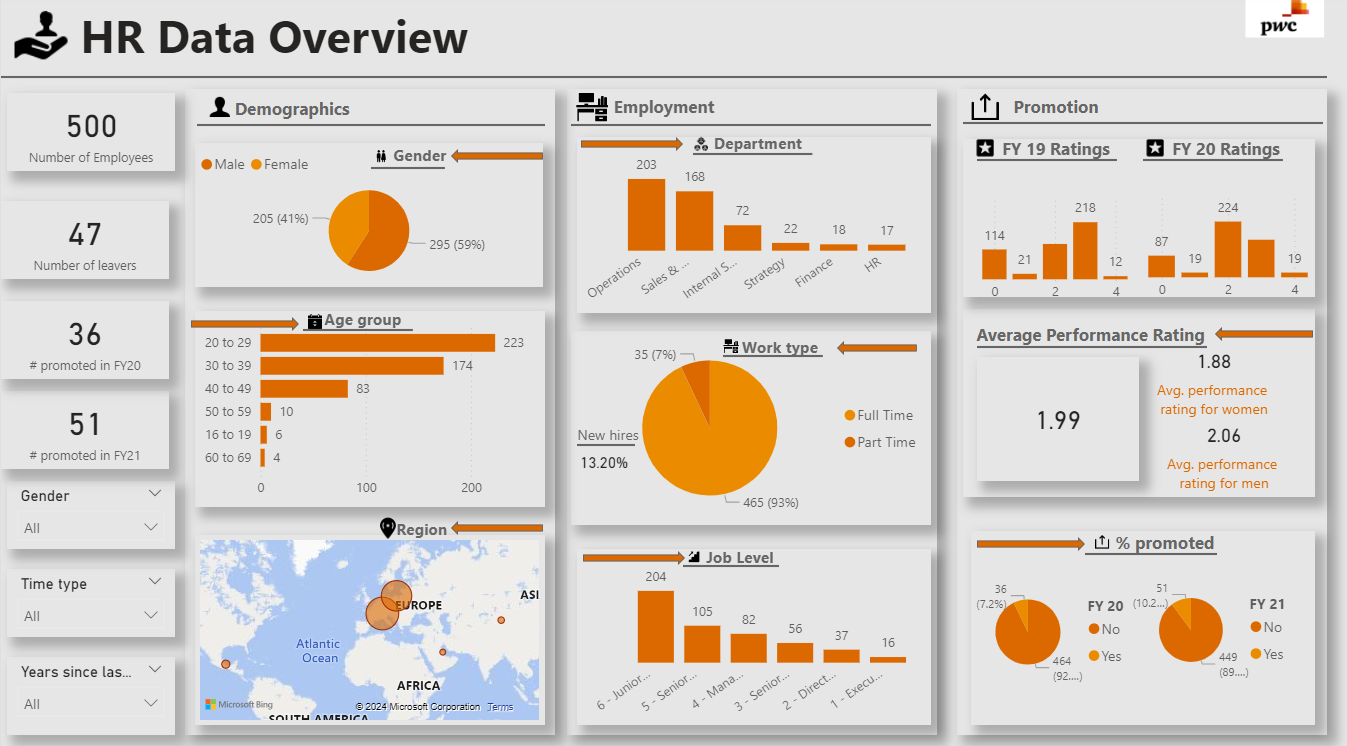 HR Data Overview
pwc
500
Number of Employees
47
Number of leavers
36
# promoted in FY20
51
# promoted in FY21
Gender
All
Time type
All
Years since las...
All
Demographics
Gender
Male Female
205 (41%)
295 (59%)
Age group
20 to 29 223
30 to 39 174
40 to 49 83
50 to 59 10
16 to 19 6
60 to 69 4
0 100 200
Region
EUROPE
ASI
Atlantic
Ocean
AFRICA
Microsoft Bing
© 2024 Microsoft Corporation Terms
SOUTH AMERICA
Employment
Department
203
168
72
22
18
17
Operations
Sales & ...
Internal S...
Strategy
Finance
HR
Work type
35 (7%)
Full Time
Part Time
New hires
13.20%
465 (93%)
Job Level
204
105
82
56
37
16
6 - Junior...
5 - Senior...
4 - Mana...
3 - Senior...
2 - Direct...
1 - Execu...
Promotion
FY 19 Ratings
114
21
218
12
0 2 4
FY 20 Ratings
87
19
224
19
0 2 4
Average Performance Rating
1.99
1.88
Avg. performance
rating for women
2.06
Avg. performance
rating for men
% promoted
36
(7.2%)
464
(92....)
FY 20
No
Yes
51
(10.2...)
449
(89....)
FY 21
No
Yes